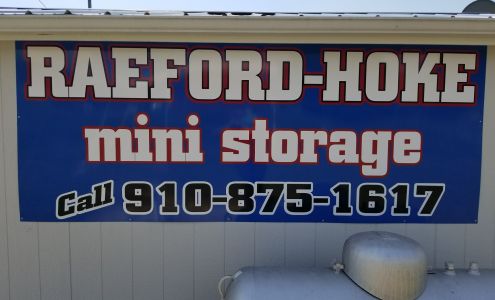 RAEFORD-HOKE
mini storage
Call 910-875-1617